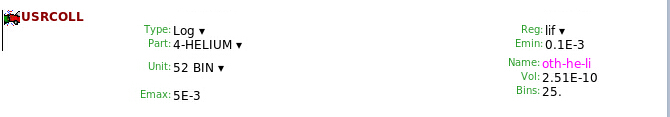 USRCOLL
Type: Log ▾ Reg: lif ▾
Part: 4-HELIUM ▾ Emin: 0.1E-3
Unit: 52 BIN ▾ Name: oth-he-li
Vol: 2.51E-10
Emax: 5E-3 Bins: 25.